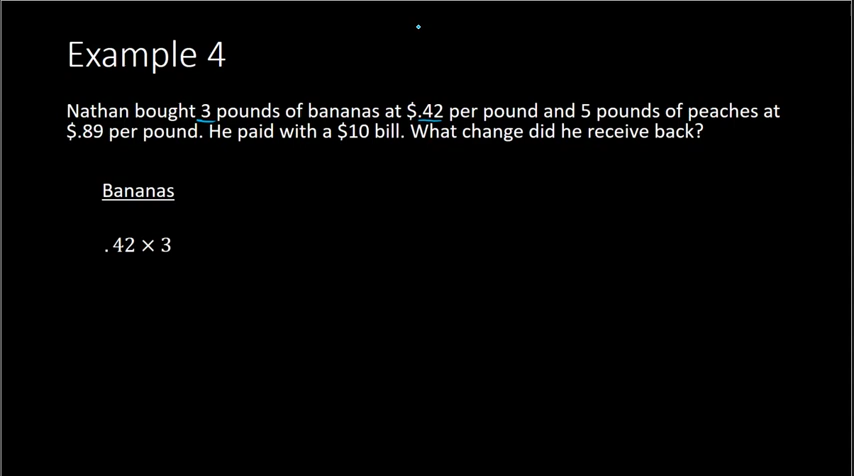 Example 4
Nathan bought 3 pounds of bananas at $.42 per pound and 5 pounds of peaches at
$.89 per pound. He paid with a $10 bill. What change did he receive back?
Bananas
.42 × 3